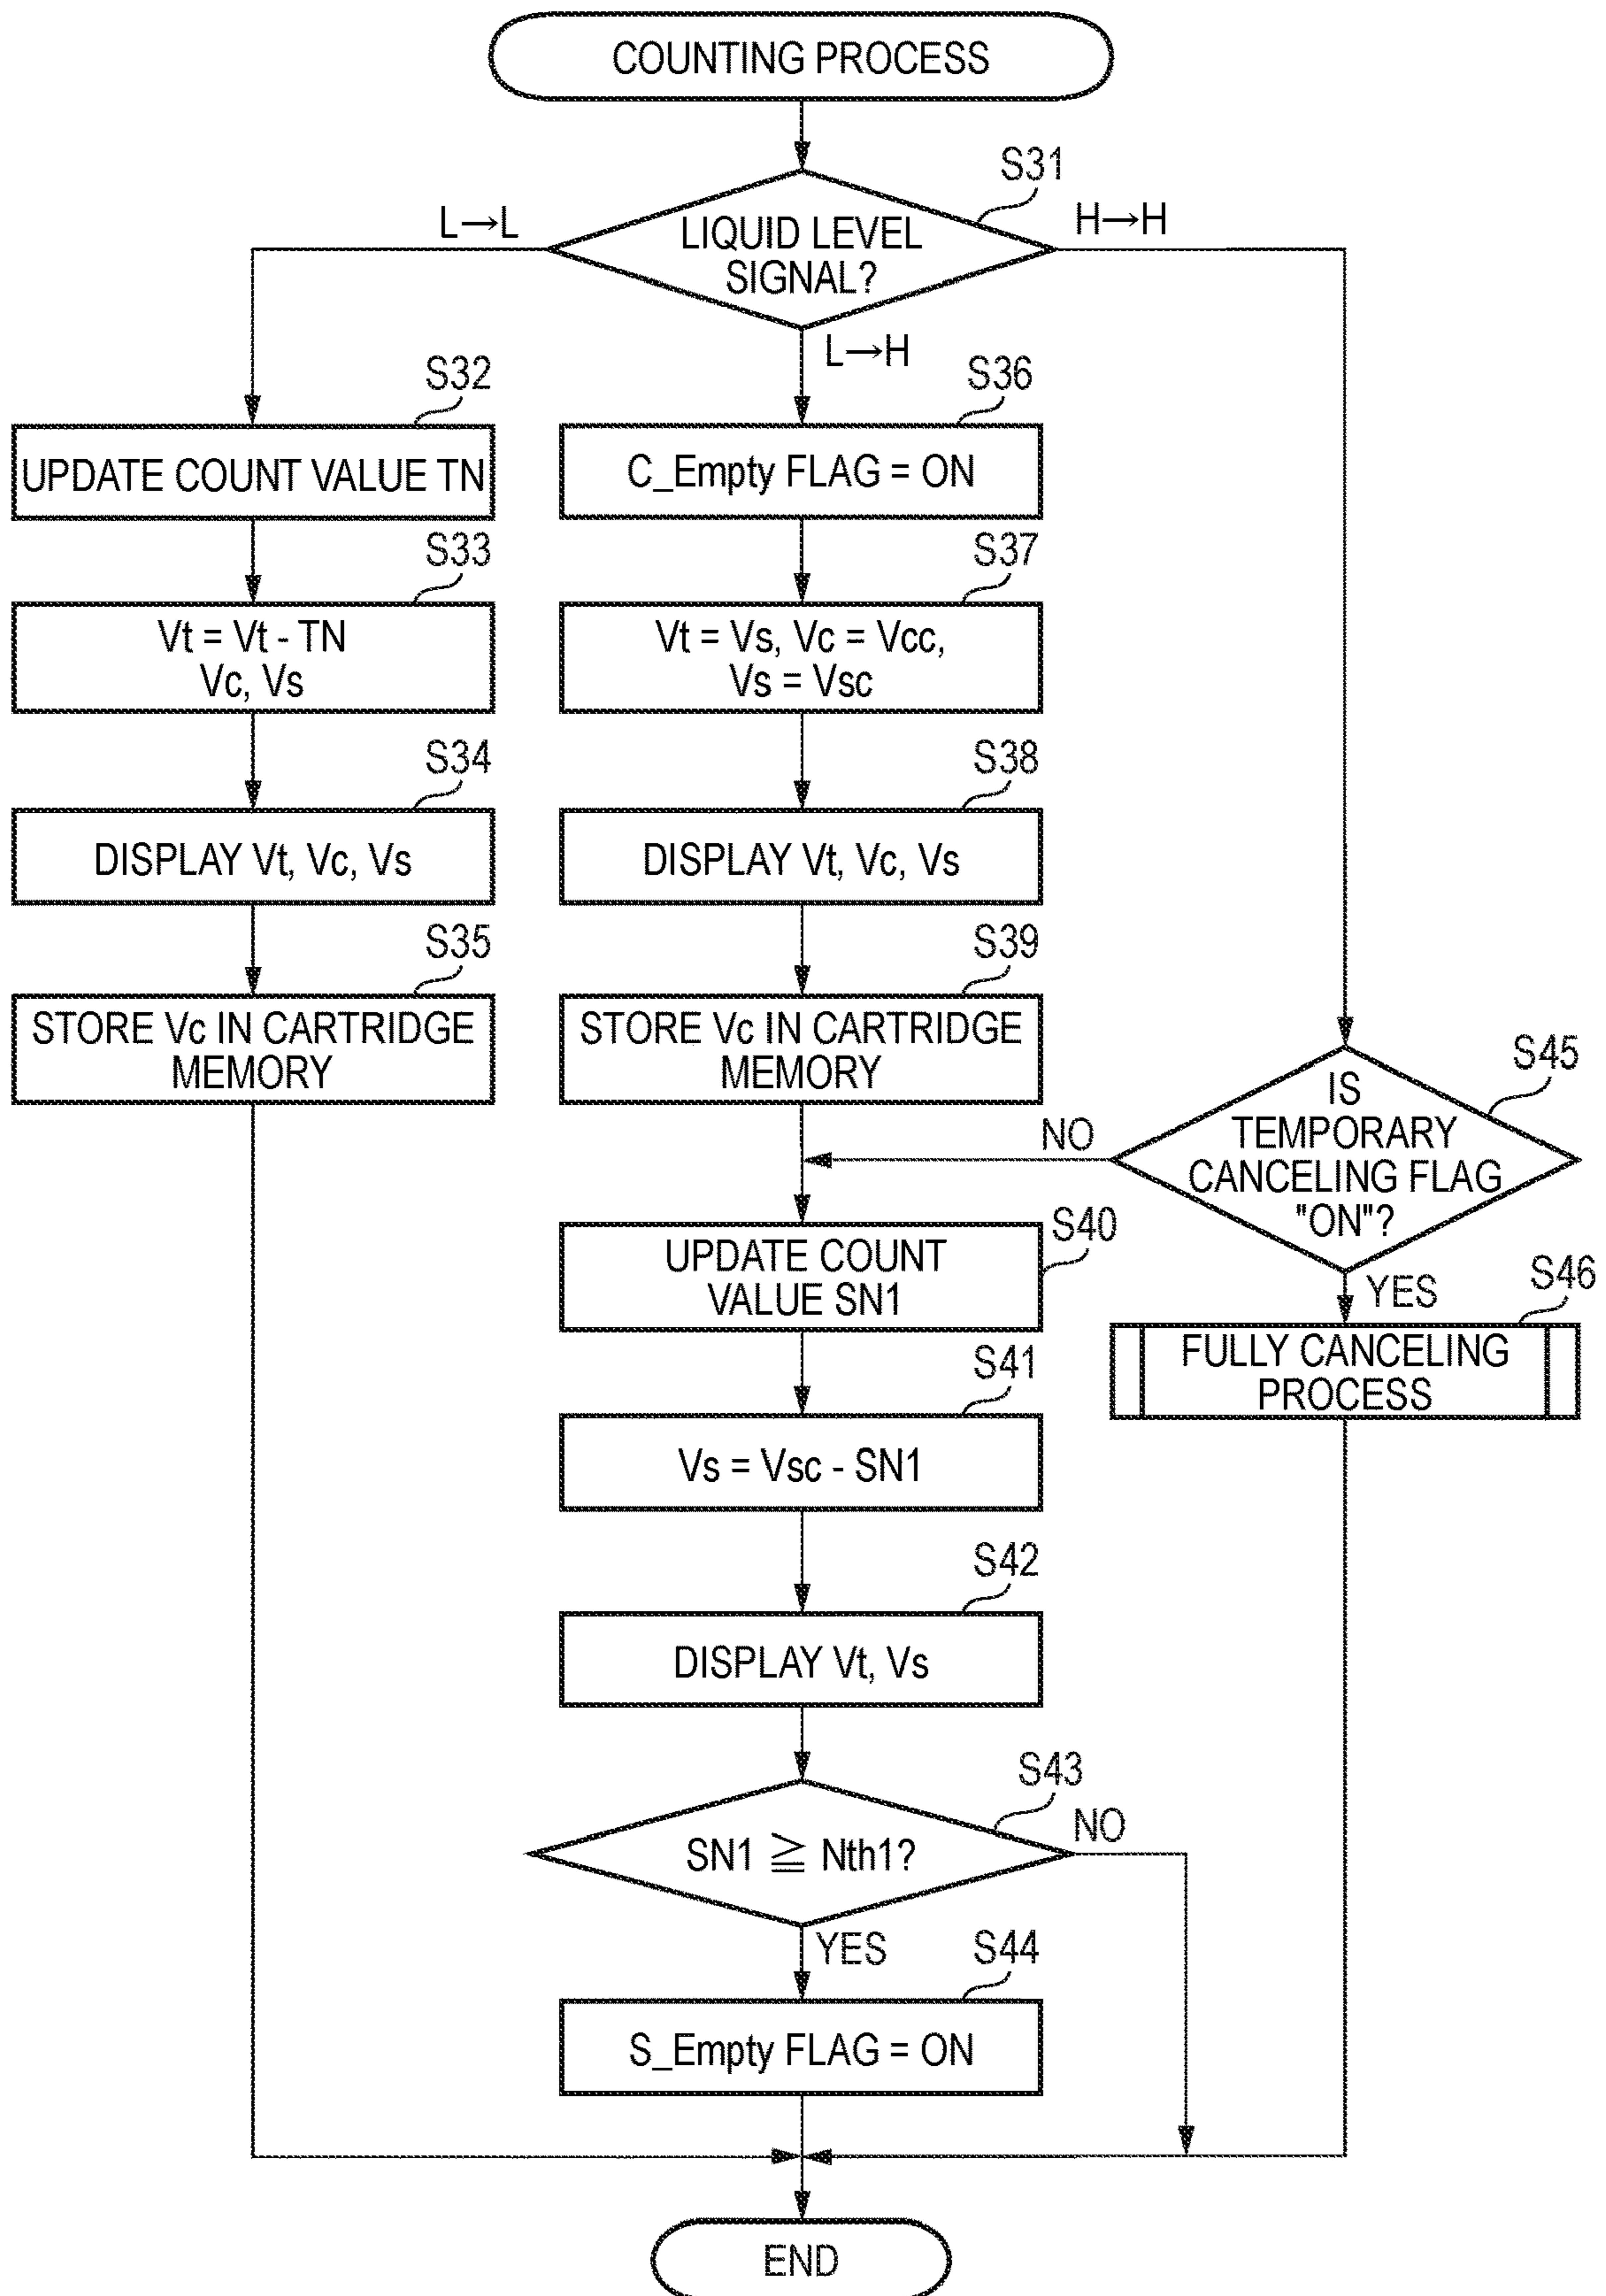 COUNTING PROCESS
S31
LIQUID LEVEL
SIGNAL?
L→L
H→H
L→H
S32
UPDATE COUNT VALUE TN
S33
Vt = Vt - TN
Vc, Vs
S34
DISPLAY Vt, Vc, Vs
S35
STORE Vc IN CARTRIDGE
MEMORY
S36
C_Empty FLAG = ON
S37
Vt = Vs, Vc = Vcc,
Vs = Vsc
S38
DISPLAY Vt, Vc, Vs
S39
STORE Vc IN CARTRIDGE
MEMORY
S45
IS
TEMPORARY
CANCELING FLAG
"ON"?
NO
YES
S46
FULLY CANCELING
PROCESS
S40
UPDATE COUNT
VALUE SN1
S41
Vs = Vsc - SN1
S42
DISPLAY Vt, Vs
S43
SN1 ≧ Nth1?
NO
YES
S44
S_Empty FLAG = ON
END